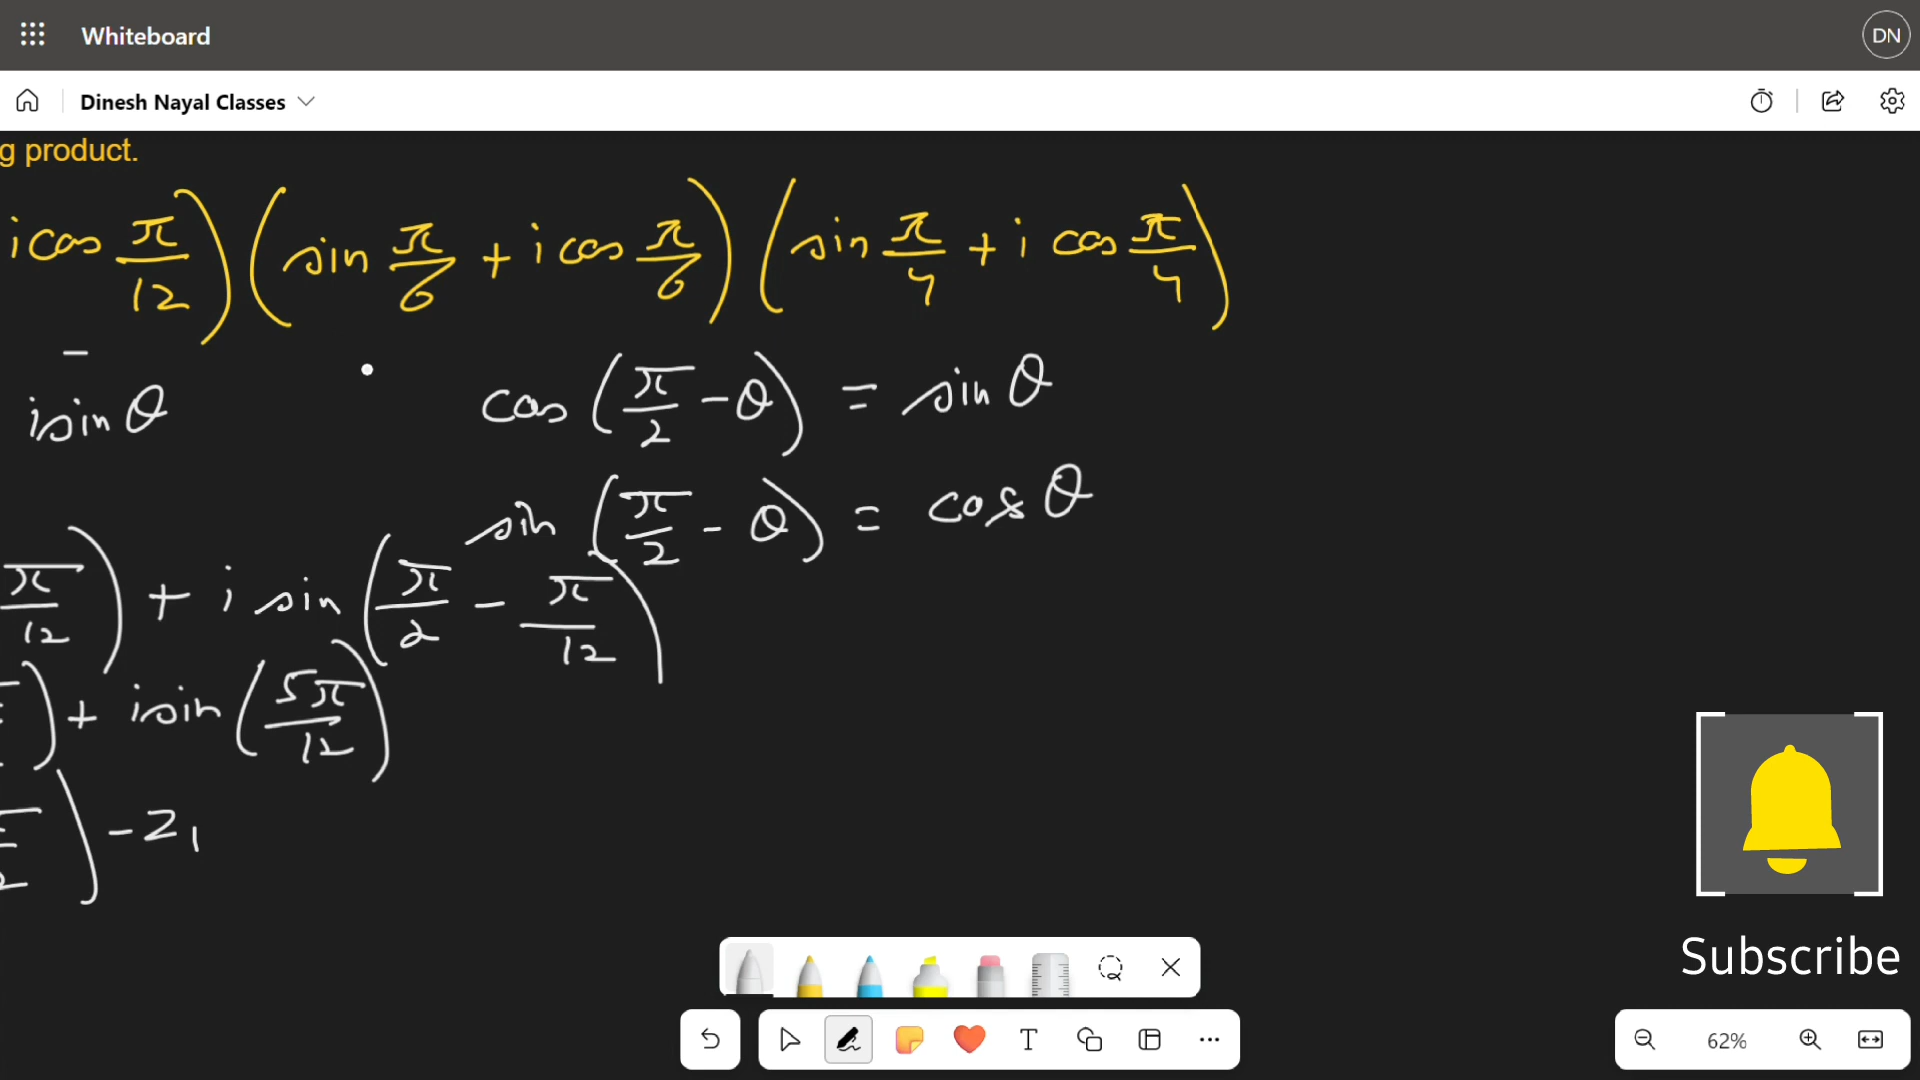 Whiteboard
DN
Dinesh Nayal Classes
g product.
i cos π/12) (sin π/6 + i cos π/6) (sin π/4 + i cos π/4)
isin θ
cos (π/2 - θ) = sin θ
sin (π/2 - θ) = cos θ
π/12) + i sin (π/2 - π/12)
) + isin (5π/12)
) - z₁
Subscribe
T
62%